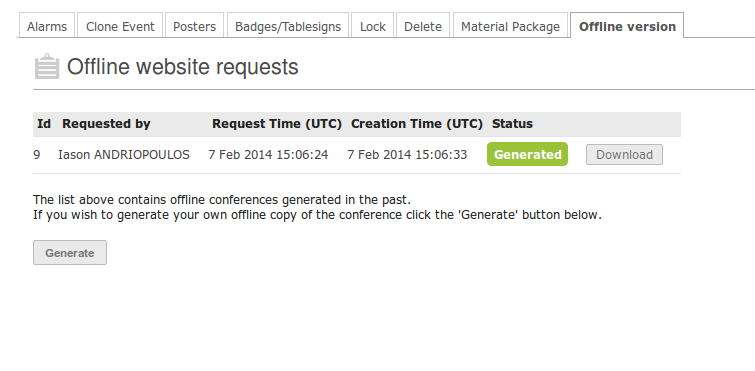 Alarms Clone Event Posters Badges/Tablesigns Lock Delete Material Package Offline version
Offline website requests
Id Requested by Request Time (UTC) Creation Time (UTC) Status
9 Iason ANDRIOPOULOS 7 Feb 2014 15:06:24 7 Feb 2014 15:06:33 Generated Download
The list above contains offline conferences generated in the past.
If you wish to generate your own offline copy of the conference click the 'Generate' button below.
Generate